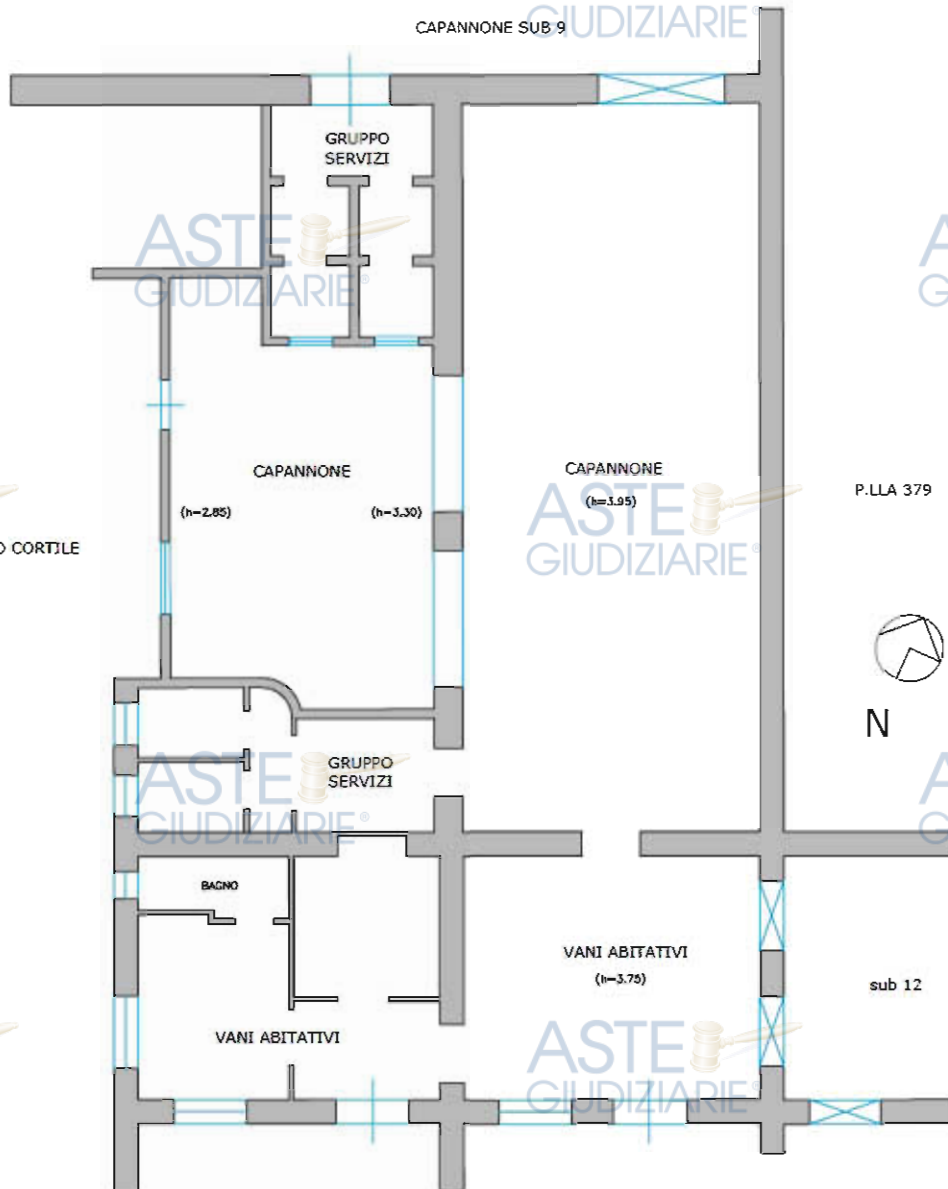 CAPANNONE SUB 9
GIUDIZIARIE®
GRUPPO
SERVIZI
ASTE
GIUDIZIARIE®
CAPANNONE
(h=2.85)
(h=3.30)
CAPANNONE
(h=3.95)
ASTE
GIUDIZIARIE®
P.LLA 379
O CORTILE
N
GRUPPO
SERVIZI
ASTE
GIUDIZIARIE®
BAGNO
VANI ABITATIVI
(h=3.75)
sub 12
VANI ABITATIVI
ASTE
GIUDIZIARIE®